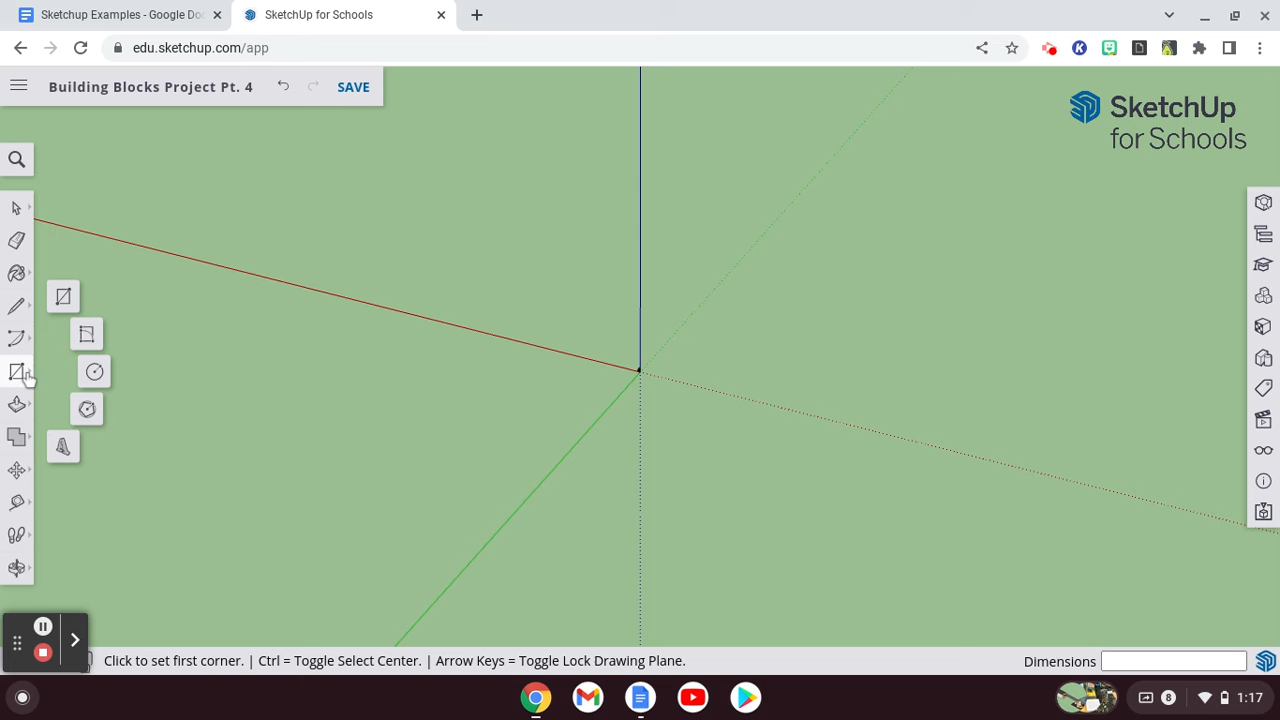 Sketchup Examples - Google Do
SketchUp for Schools
edu.sketchup.com/app
Building Blocks Project Pt. 4
SAVE
SketchUp
for Schools
Click to set first corner. | Ctrl = Toggle Select Center. | Arrow Keys = Toggle Lock Drawing Plane.
Dimensions
8
1:17